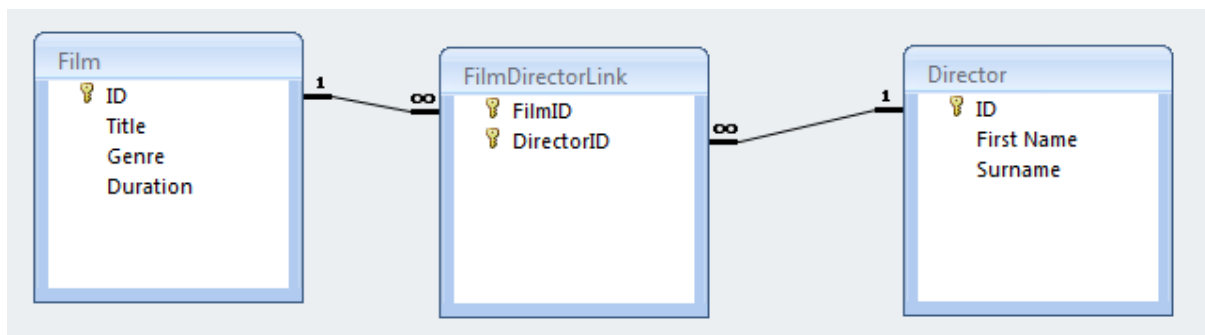 Film
ID
Title
Genre
Duration
1
∞
FilmDirectorLink
FilmID
DirectorID
∞
1
Director
ID
First Name
Surname